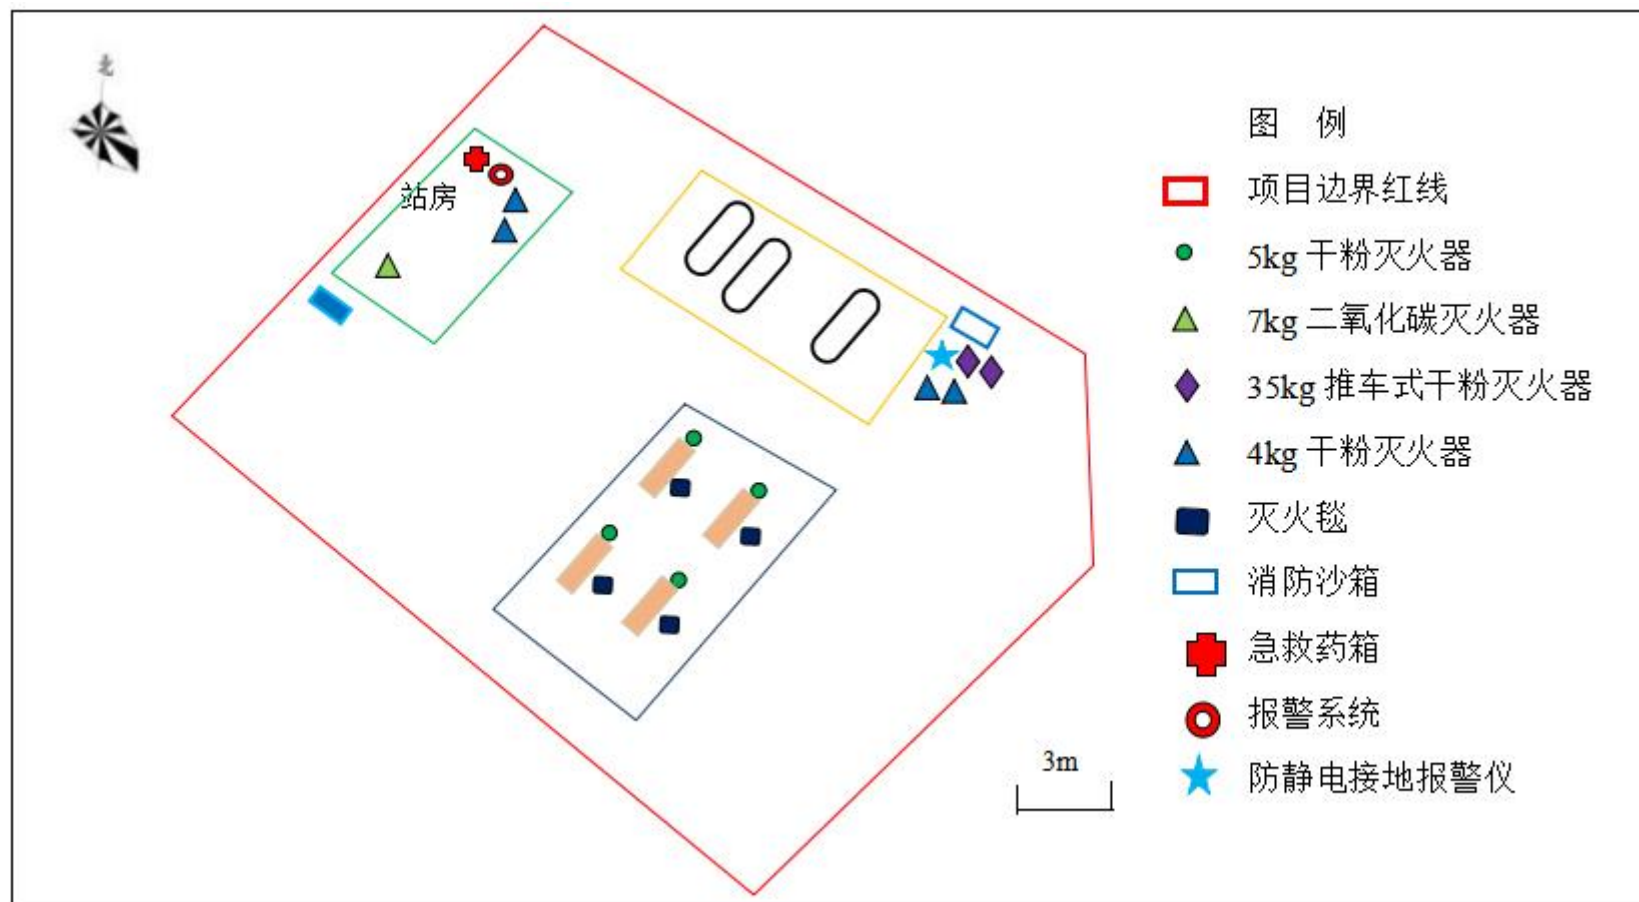 北
站房
3m
图 例
项目边界红线
5kg 干粉灭火器
7kg 二氧化碳灭火器
35kg 推车式干粉灭火器
4kg 干粉灭火器
灭火毯
消防沙箱
急救药箱
报警系统
防静电接地报警仪